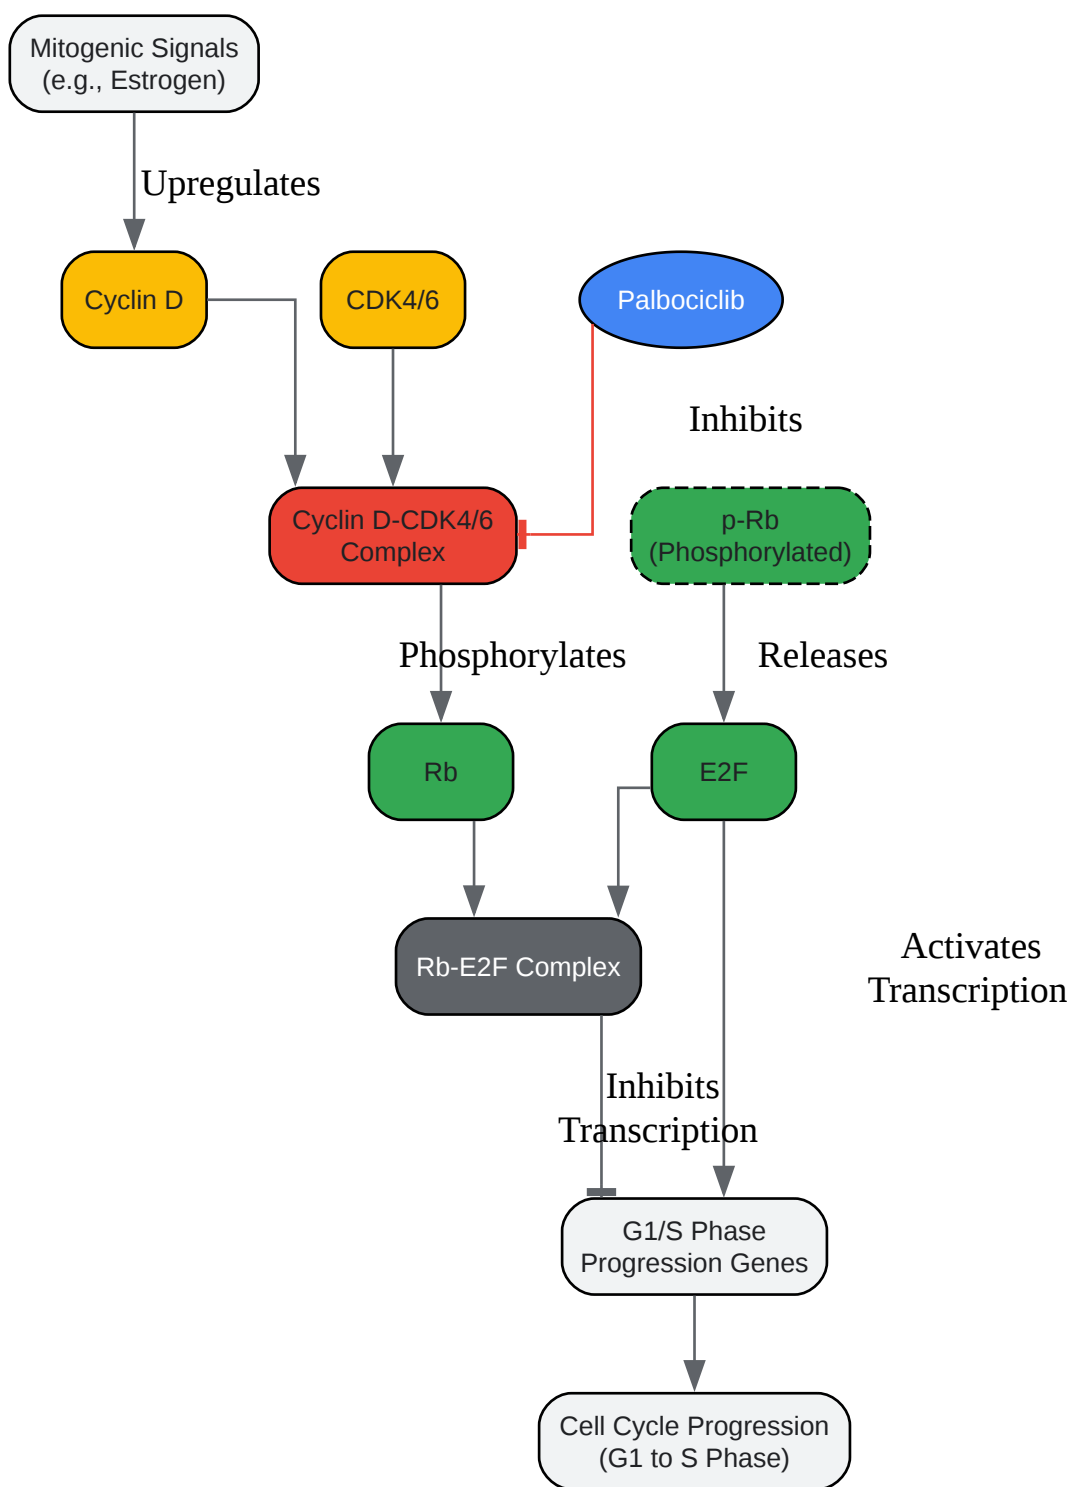 Mitogenic Signals
(e.g., Estrogen)
Upregulates
Cyclin D
CDK4/6
Palbociclib
Inhibits
Cyclin D-CDK4/6
Complex
p-Rb
(Phosphorylated)
Phosphorylates
Releases
Rb
E2F
Rb-E2F Complex
Activates
Transcription
Inhibits
Transcription
G1/S Phase
Progression Genes
Cell Cycle Progression
(G1 to S Phase)